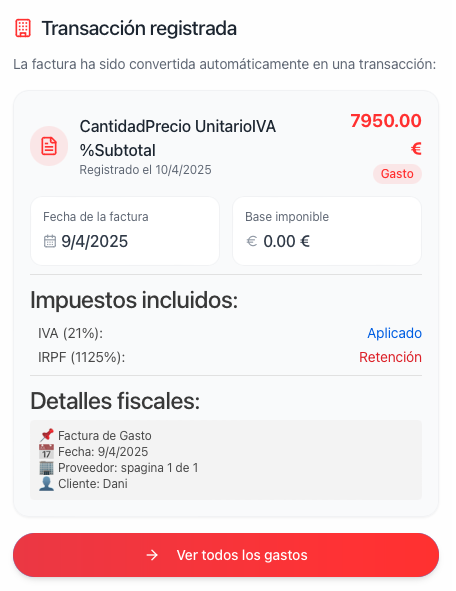 Transacción registrada
La factura ha sido convertida automáticamente en una transacción:
CantidadPrecio UnitarioIVA
%Subtotal
Registrado el 10/4/2025
7950.00
€
Gasto
Fecha de la factura
9/4/2025
Base imponible
€ 0.00 €
Impuestos incluidos:
IVA (21%): Aplicado
IRPF (1125%): Retención
Detalles fiscales:
📌 Factura de Gasto
📅 Fecha: 9/4/2025
🏢 Proveedor: spagina 1 de 1
👤 Cliente: Dani
→ Ver todos los gastos